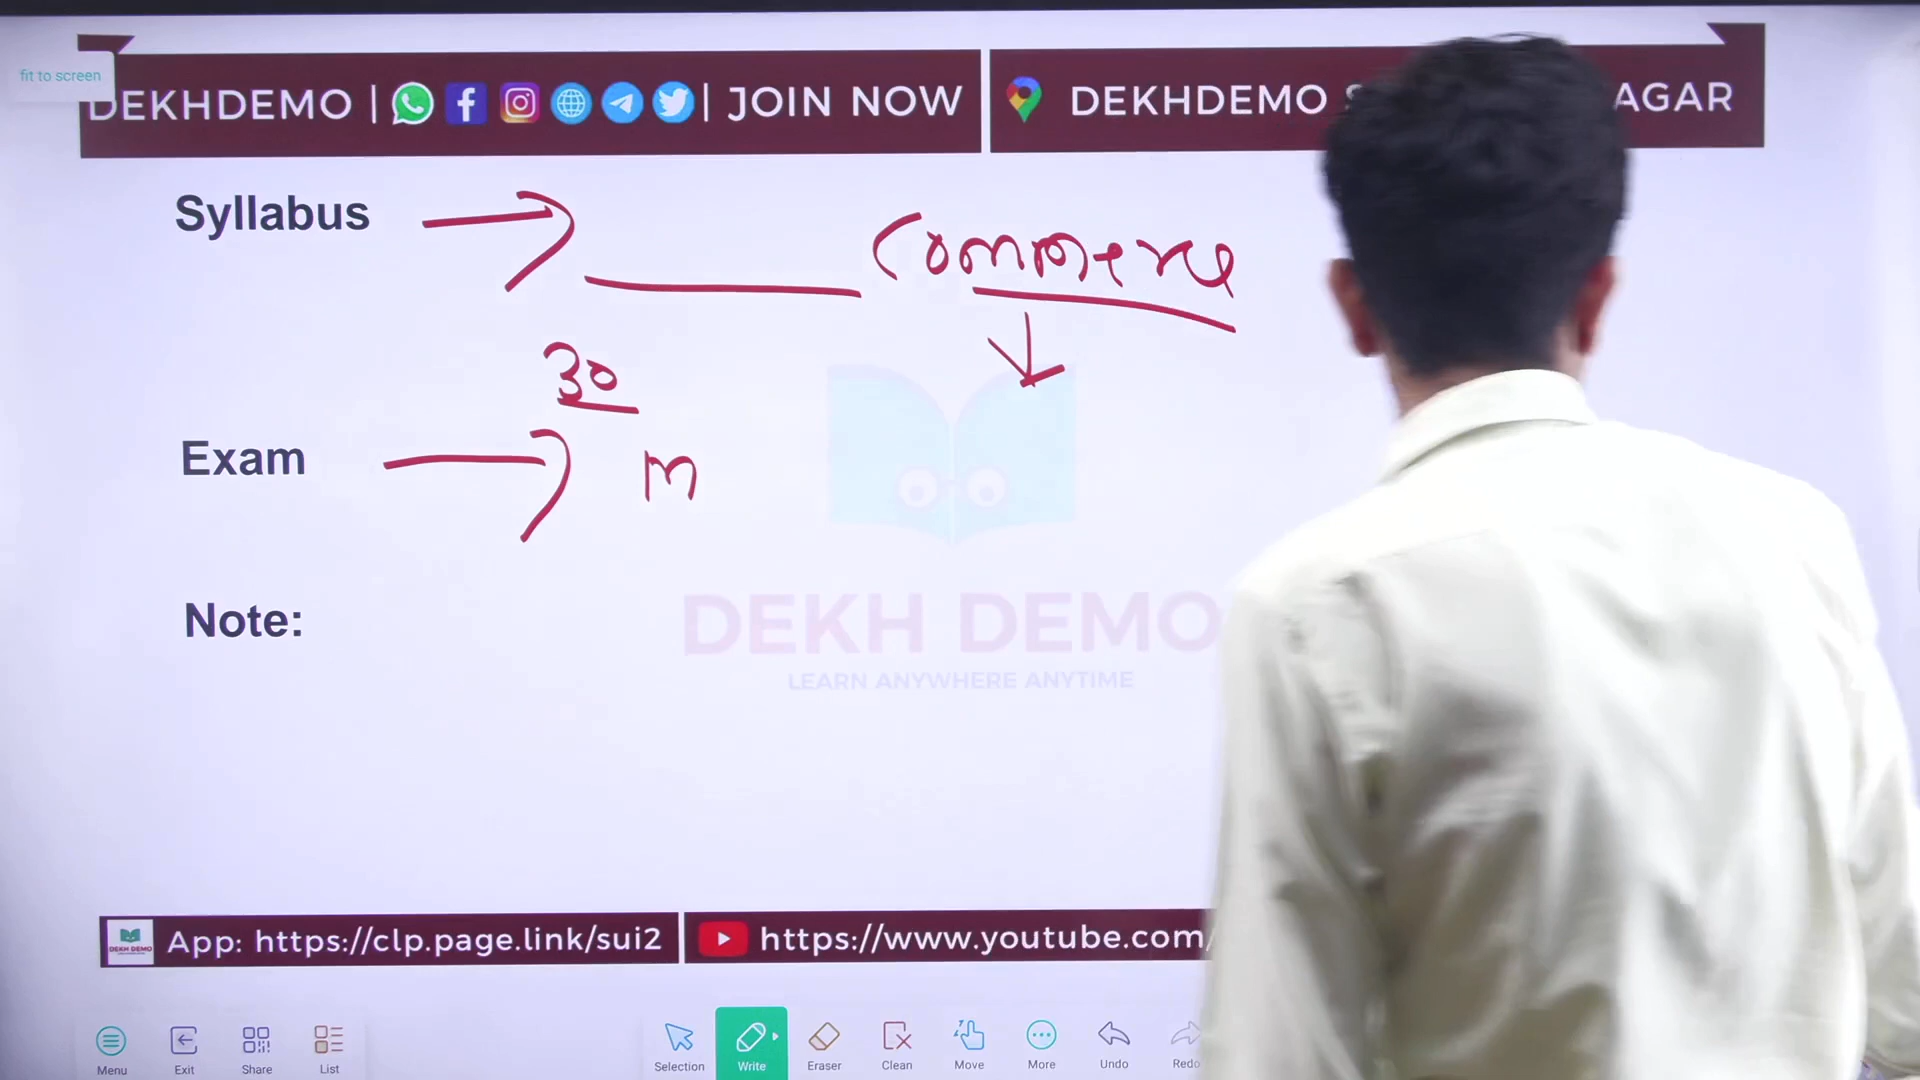 fit to screen
DEKHDEMO | | JOIN NOW
DEKHDEMO AGAR
Syllabus
Commerce
30
Exam
m
Note:
DEKH DEMO
LEARN ANYWHERE ANYTIME
DEKH DEMO
App: https://clp.page.link/sui2
https://www.youtube.com/
Menu Exit Share List Selection Write Eraser Clean Move More Undo Redo